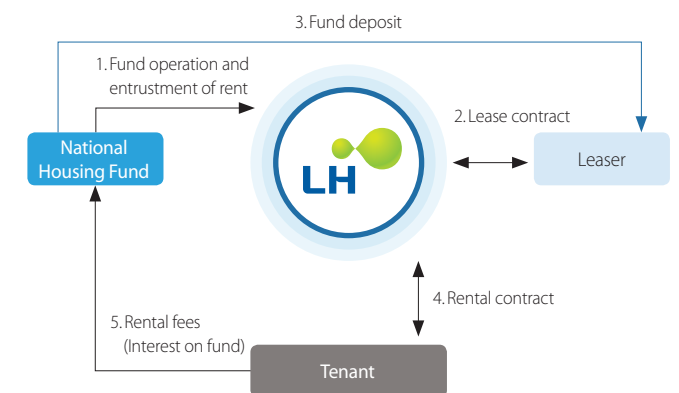 3. Fund deposit
1. Fund operation and
entrustment of rent
2. Lease contract
National
Housing Fund
LH
Leaser
4. Rental contract
5. Rental fees
(Interest on fund)
Tenant